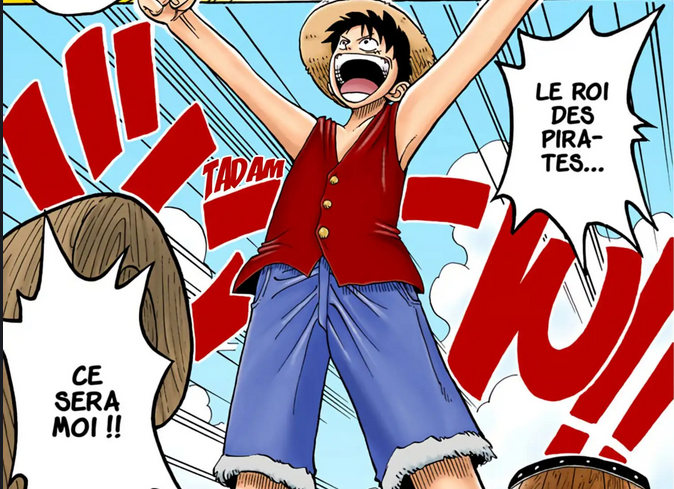 LE ROI
DES
PIRA-
TES...
TADAM
CE
SERA
MOI !!